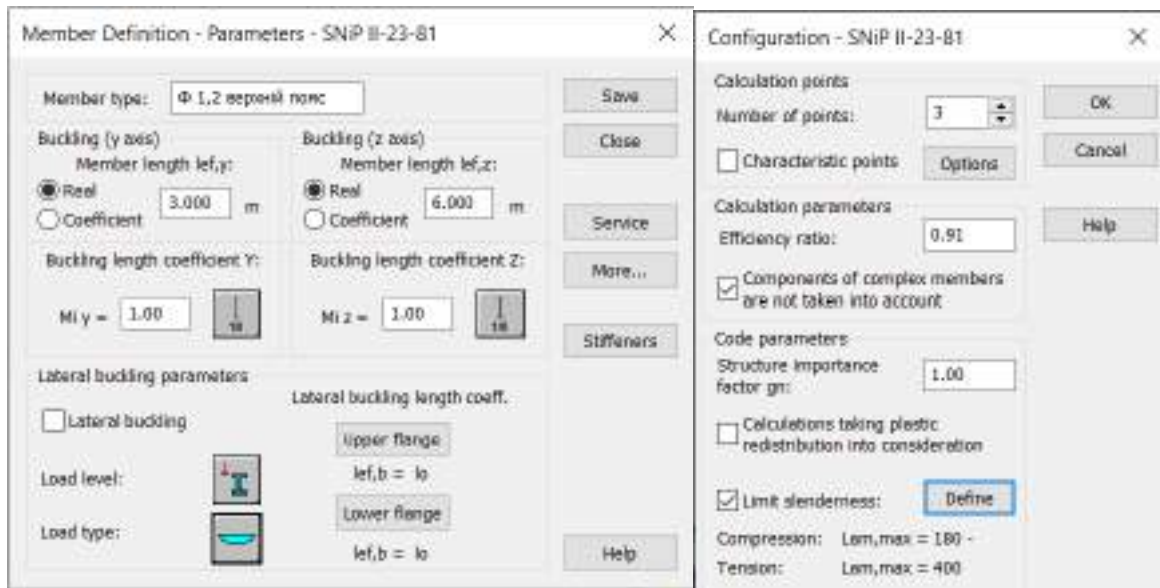 Member Definition - Parameters - SNiP II-23-81
Member type: Ф 1,2 верхній пояс
Save
Buckling (y axis) Buckling (z axis)
Close
Member length lef,y: Member length lef,z:
Real 3.000 m Real 6.000 m
Coefficient Coefficient
Service
Buckling length coefficient Y: Buckling length coefficient Z:
More...
Mi y = 1.00 Mi z = 1.00
Stiffeners
Lateral buckling parameters
Lateral buckling length coeff.
Lateral buckling
Upper flange
Load level: lef,b = lo
Lower flange
Load type:
lef,b = lo
Help
Configuration - SNiP II-23-81
Calculation points
Number of points: 3
OK
Characteristic points Options
Cancel
Calculation parameters
Efficiency ratio: 0.91
Help
Components of complex members
are not taken into account
Code parameters
Structure importance
factor gn: 1.00
Calculations taking plastic
redistribution into consideration
Limit slenderness: Define
Compression: Lam,max = 180 -
Tension: Lam,max = 400